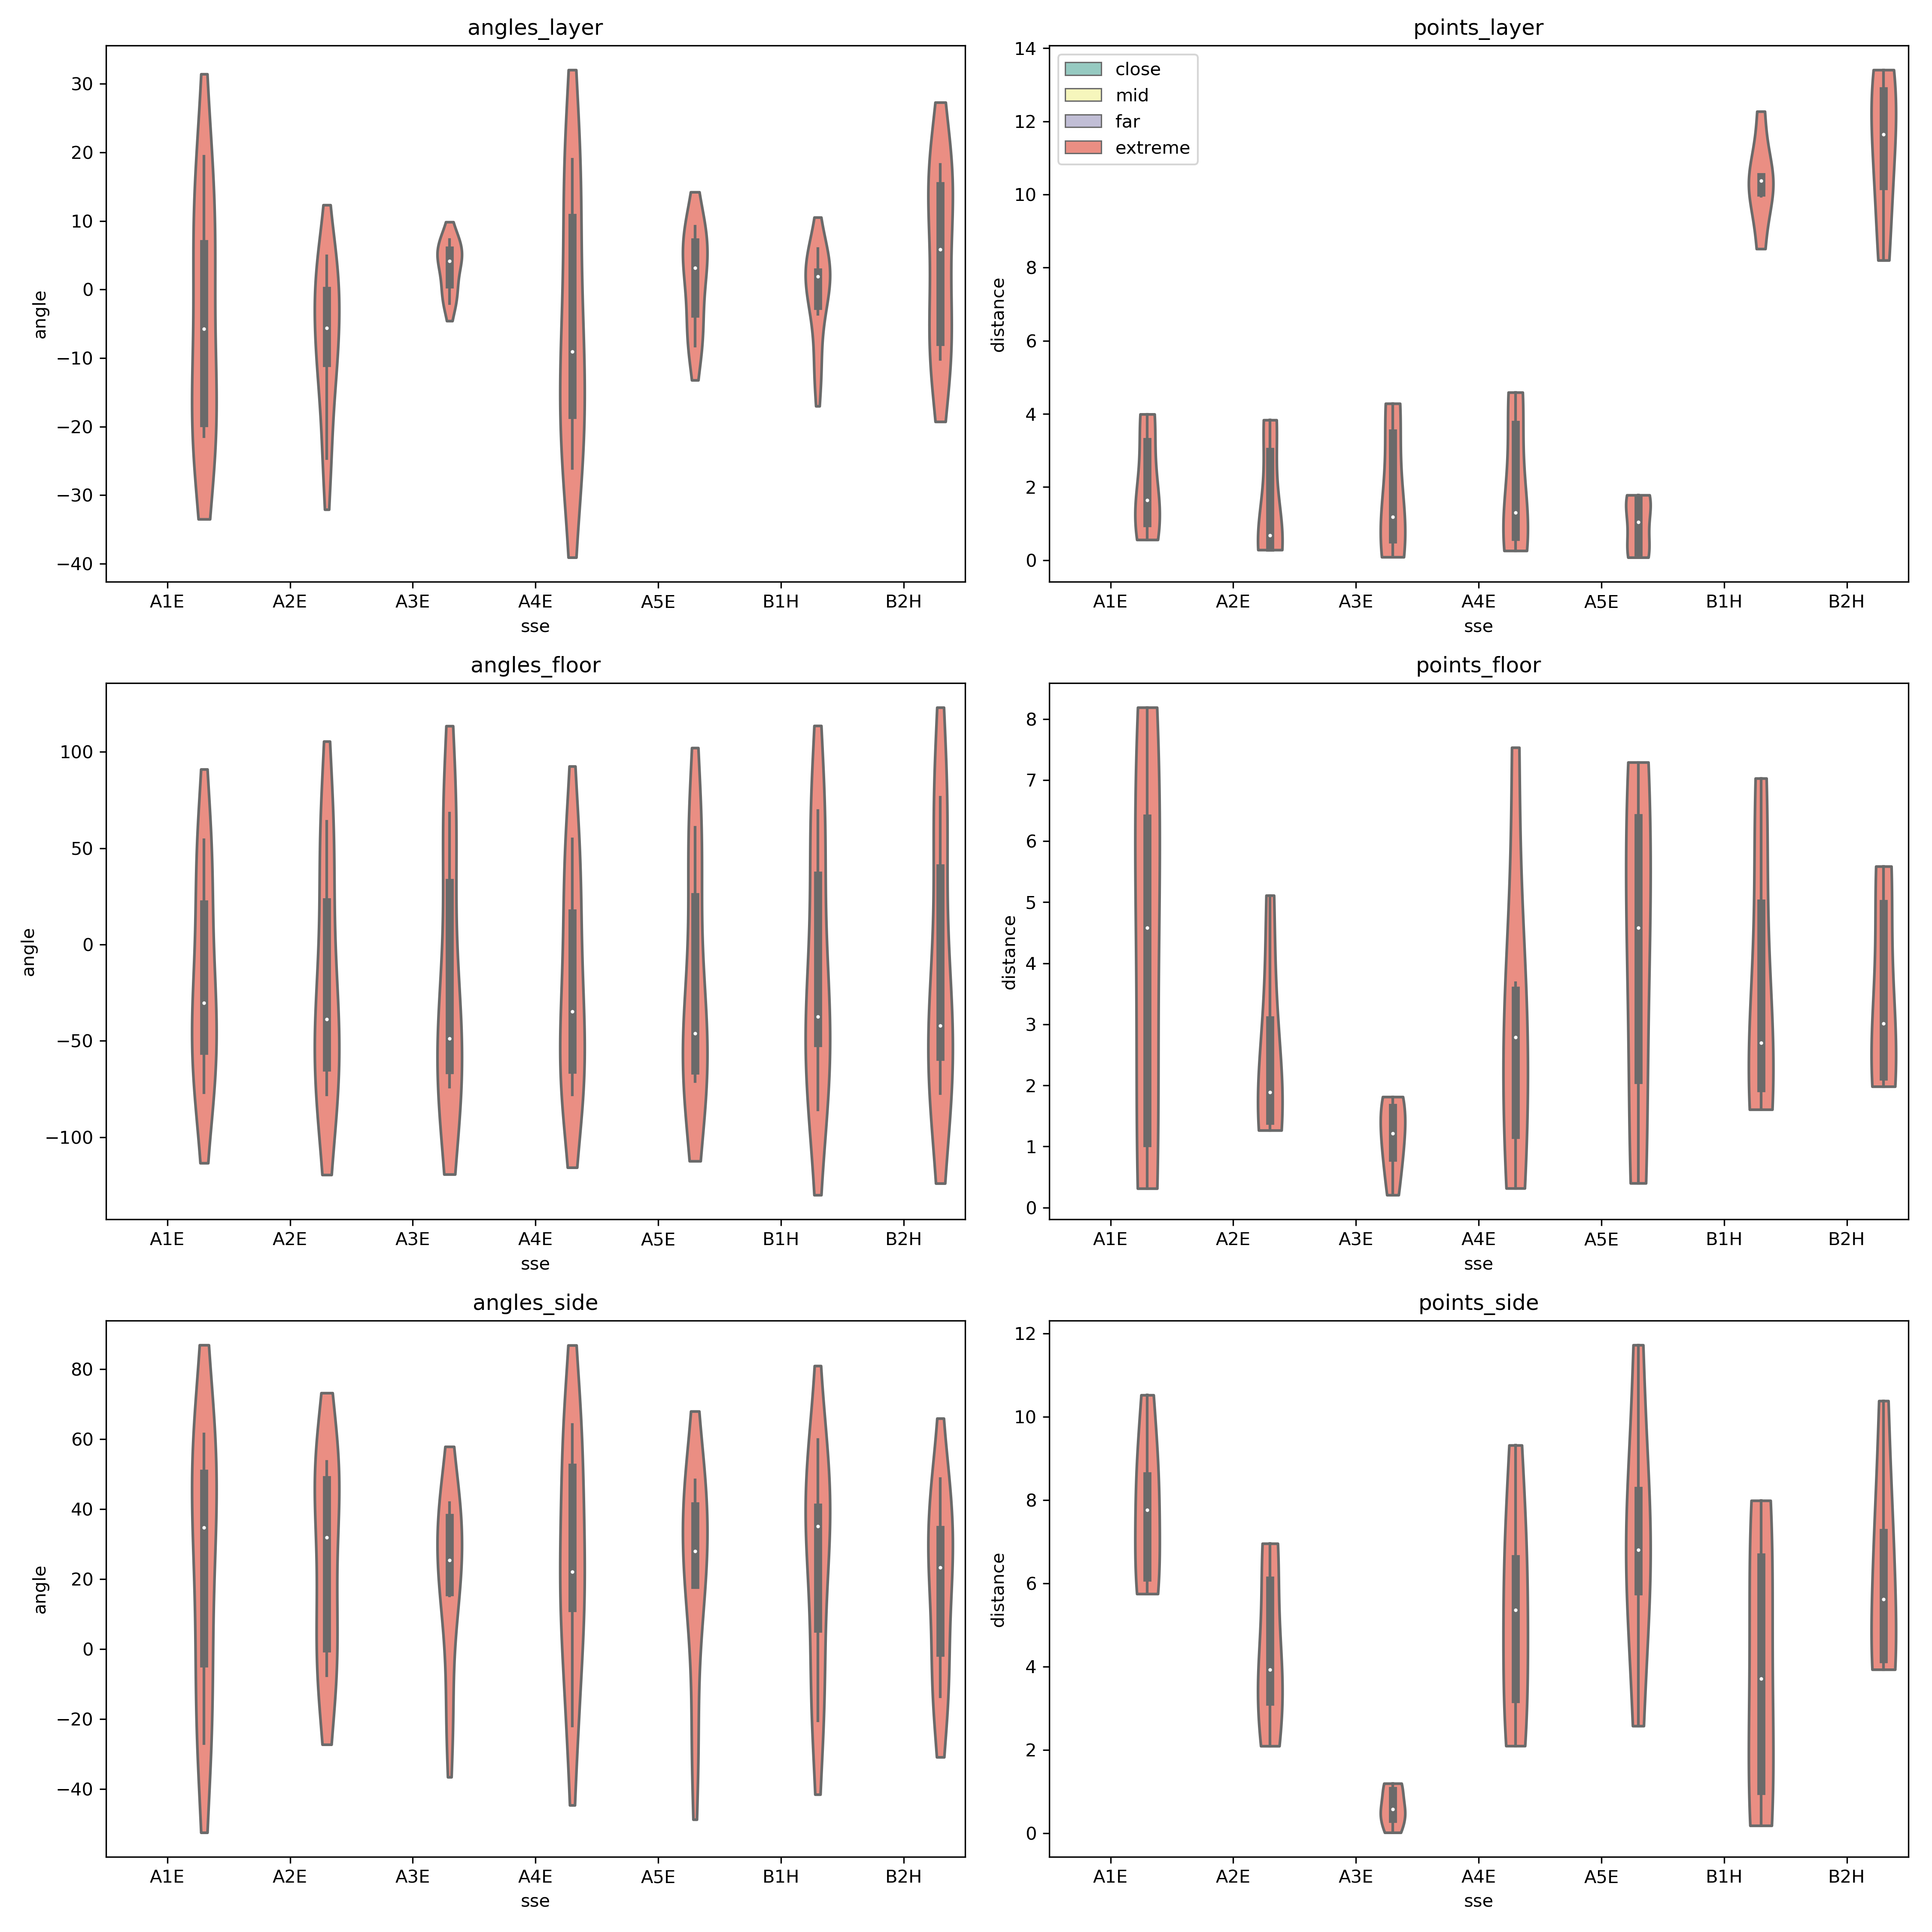 angles_layer
angle
30
20
10
0
−10
−20
−30
−40
A1E A2E A3E A4E A5E B1H B2H
sse
points_layer
distance
14
12
10
8
6
4
2
0
close
mid
far
extreme
A1E A2E A3E A4E A5E B1H B2H
sse
angles_floor
angle
100
50
0
−50
−100
A1E A2E A3E A4E A5E B1H B2H
sse
points_floor
distance
8
7
6
5
4
3
2
1
0
A1E A2E A3E A4E A5E B1H B2H
sse
angles_side
angle
80
60
40
20
0
−20
−40
A1E A2E A3E A4E A5E B1H B2H
sse
points_side
distance
12
10
8
6
4
2
0
A1E A2E A3E A4E A5E B1H B2H
sse